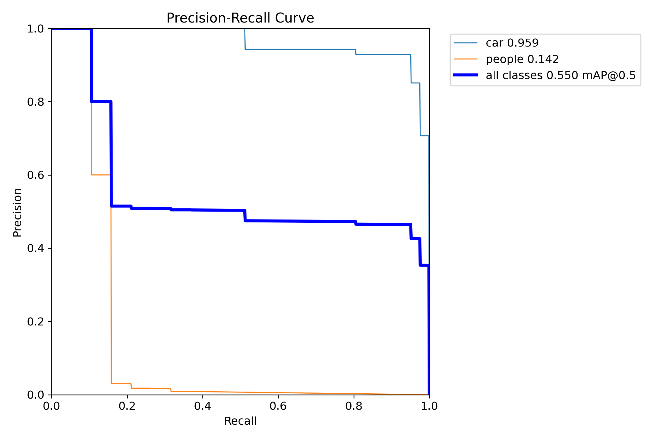 Precision-Recall Curve
1.0
0.8
0.6
0.4
0.2
0.0
Precision
0.0 0.2 0.4 0.6 0.8 1.0
Recall
car 0.959
people 0.142
all classes 0.550 mAP@0.5